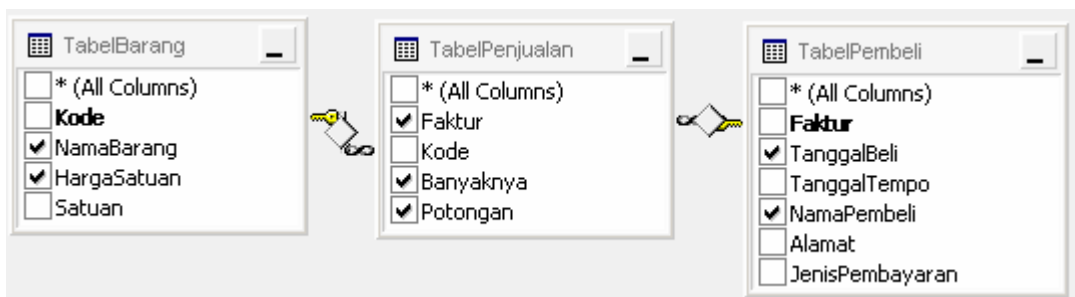 TabelBarang
* (All Columns)
Kode
NamaBarang
HargaSatuan
Satuan
TabelPenjualan
* (All Columns)
Faktur
Kode
Banyaknya
Potongan
TabelPembeli
* (All Columns)
Faktur
TanggalBeli
TanggalTempo
NamaPembeli
Alamat
JenisPembayaran